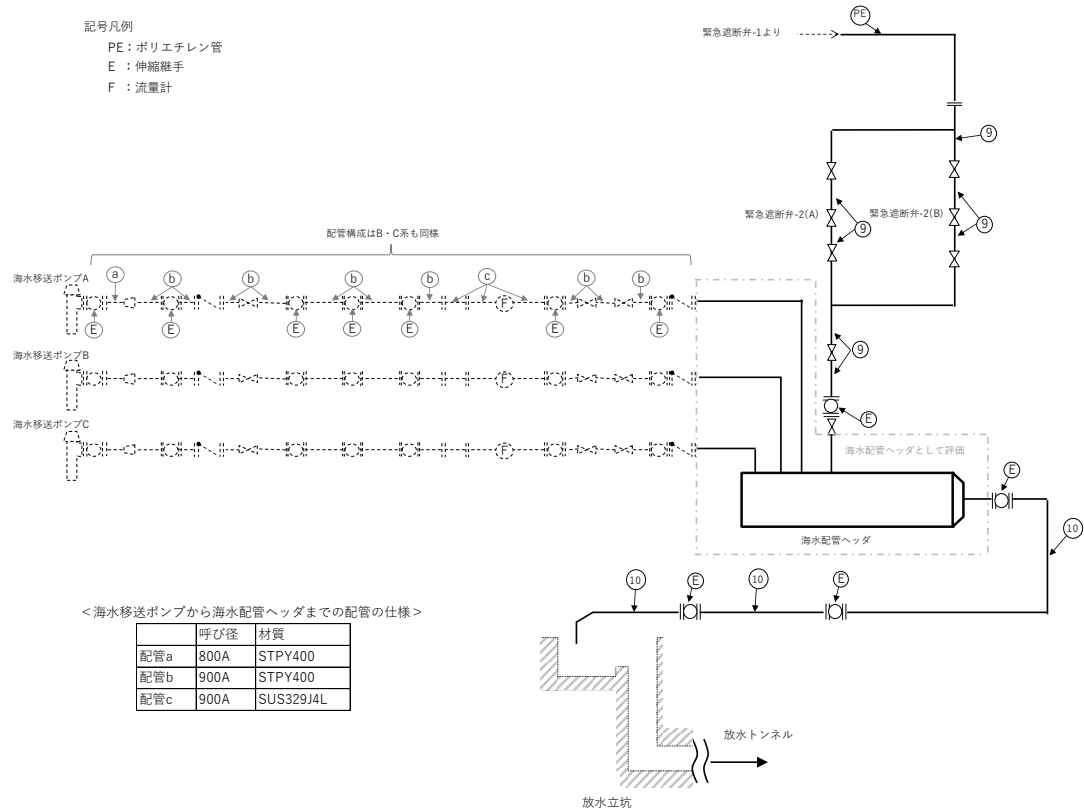 記号凡例
PE：ポリエチレン管
E ：伸縮継手
F ：流量計
PE
緊急遮断弁-1より
9
緊急遮断弁-2(A)
緊急遮断弁-2(B)
9
9
配管構成はB・C系も同様
海水移送ポンプA
a
b
b
b
b
c
b
b
F
E
E
E
E
E
E
E
9
海水移送ポンプB
F
E
海水移送ポンプC
F
海水配管ヘッダとして評価
E
海水配管ヘッダ
10
10
E
10
E
＜海水移送ポンプから海水配管ヘッダまでの配管の仕様＞
呼び径 材質
配管a 800A STPY400
配管b 900A STPY400
配管c 900A SUS329J4L
放水トンネル
放水立坑